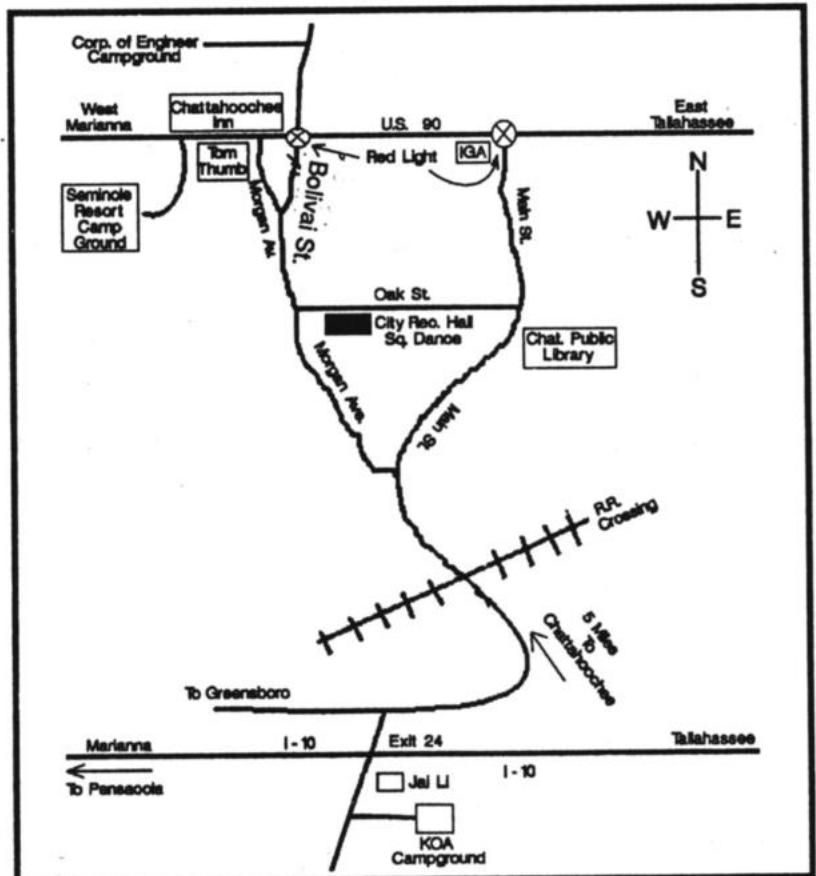 Corp. of Engineer
Campground
West
Marianna
Chattahoochee
Inn
U.S. 90
East
Tallahassee
Tom
Thumb
Red Light
IGA
Seminole
Resort
Camp
Ground
Morgan Av.
Bolivai St.
Main St.
N
W
E
S
Oak St.
City Rec. Hall
Sq. Dance
Chat. Public
Library
Morgan Ave.
Main St.
R.R.
Crossing
5 Miles
To
Chattahoochee
To Greensboro
Marianna
I - 10
Exit 24
Tallahassee
To Pensacola
Jai Li
I - 10
KOA
Campground